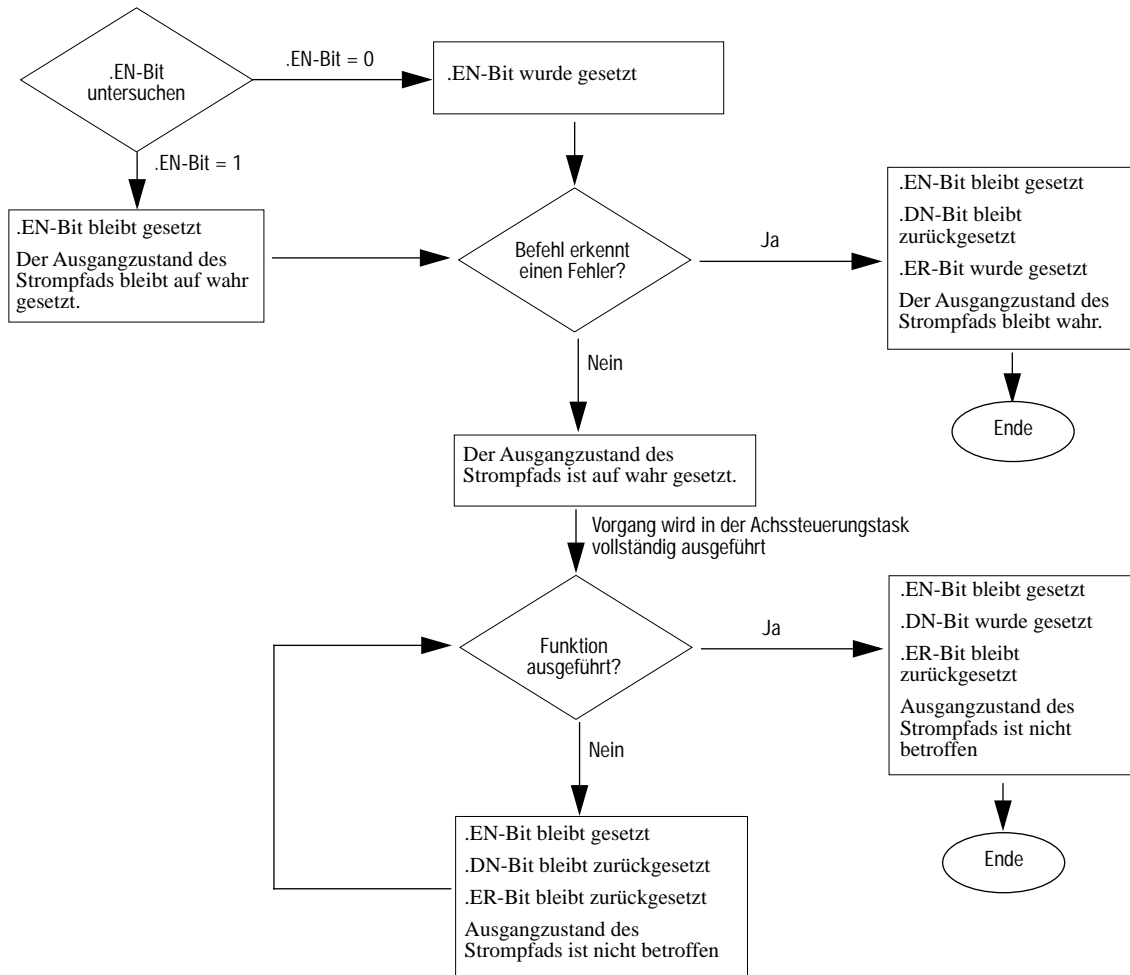 .EN-Bit
untersuchen
.EN-Bit = 0
.EN-Bit wurde gesetzt
.EN-Bit = 1
.EN-Bit bleibt gesetzt
Der Ausgangzustand des
Strompfads bleibt auf wahr
gesetzt.
Befehl erkennt
einen Fehler?
Ja
.EN-Bit bleibt gesetzt
.DN-Bit bleibt
zurückgesetzt
.ER-Bit wurde gesetzt
Der Ausgangzustand des
Strompfads bleibt wahr.
Nein
Ende
Der Ausgangzustand des
Strompfads ist auf wahr gesetzt.
Vorgang wird in der Achssteuerungstask
vollständig ausgeführt
Funktion
ausgeführt?
Ja
.EN-Bit bleibt gesetzt
.DN-Bit wurde gesetzt
.ER-Bit bleibt
zurückgesetzt
Ausgangzustand des
Strompfads ist nicht
betroffen
Nein
Ende
.EN-Bit bleibt gesetzt
.DN-Bit bleibt zurückgesetzt
.ER-Bit bleibt zurückgesetzt
Ausgangzustand des
Strompfads ist nicht betroffen